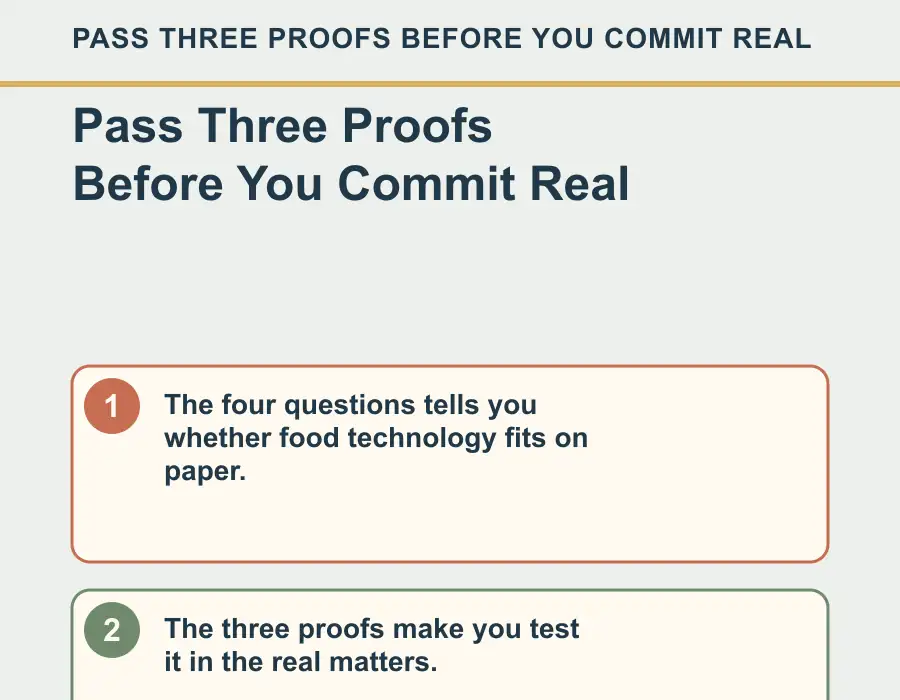 PASS THREE PROOFS BEFORE YOU COMMIT REAL
Pass Three Proofs
Before You Commit Real
1
The four questions tells you
whether food technology fits on
paper.
2
The three proofs make you test
it in the real matters.